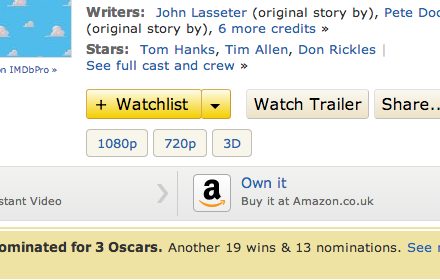 Writers: John Lasseter (original story by), Pete Doc
(original story by), 6 more credits »
Stars: Tom Hanks, Tim Allen, Don Rickles |
See full cast and crew »
on IMDbPro »
+ Watchlist
Watch Trailer
Share...
1080p 720p 3D
stant Video
a
Own it
Buy it at Amazon.co.uk
ominated for 3 Oscars. Another 19 wins & 13 nominations. See m